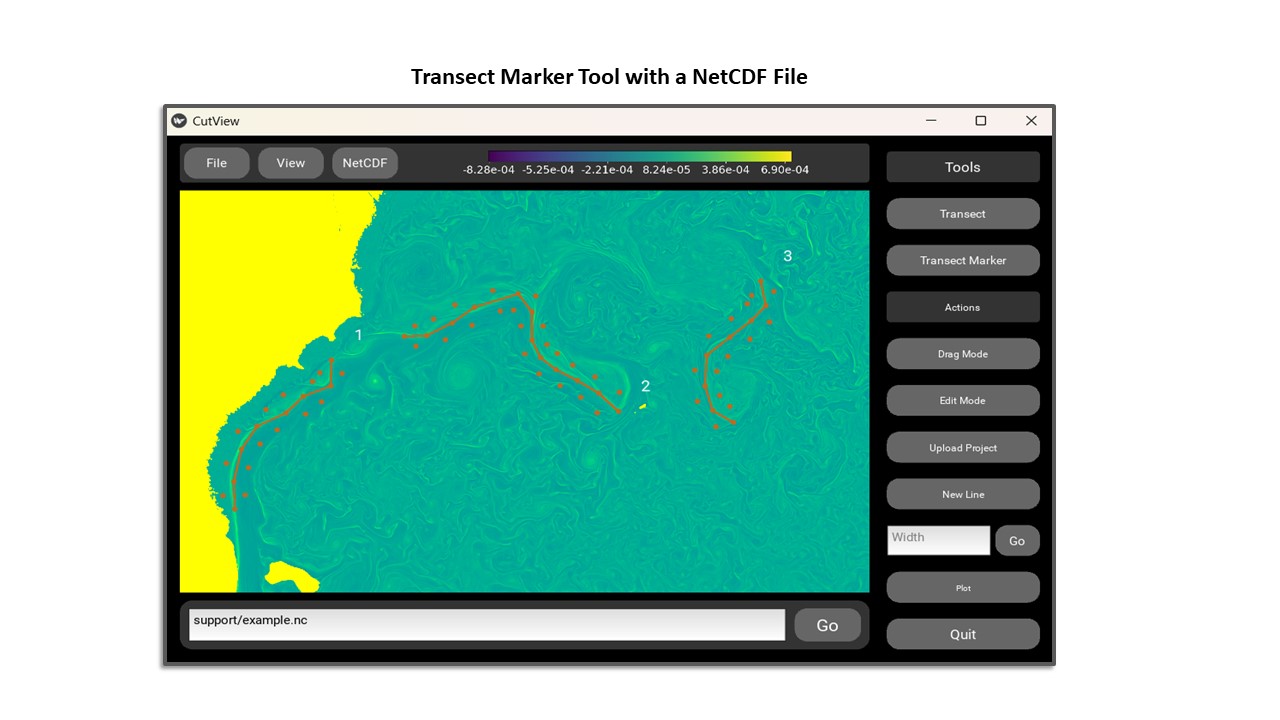 Transect Marker Tool with a NetCDF File
CutView
File View NetCDF
-8.28e-04 -5.25e-04 -2.21e-04 8.24e-05 3.86e-04 6.90e-04
Tools
Transect
Transect Marker
Actions
Drag Mode
Edit Mode
Upload Project
New Line
Width Go
Plot
Quit
3
1
2
support/example.nc Go